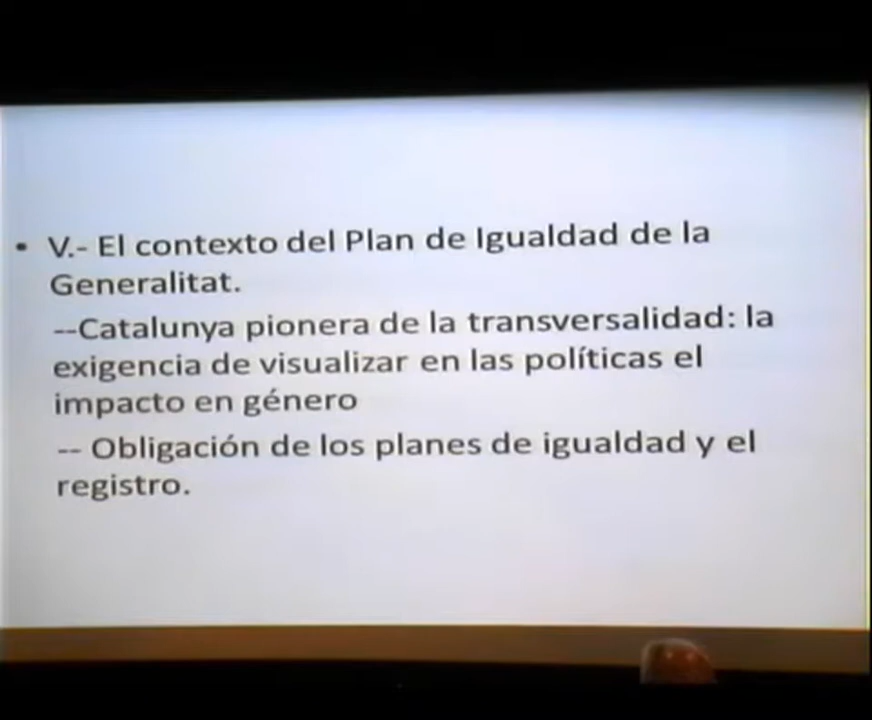 • V.- El contexto del Plan de Igualdad de la
Generalitat.
--Catalunya pionera de la transversalidad: la
exigencia de visualizar en las políticas el
impacto en género
-- Obligación de los planes de igualdad y el
registro.